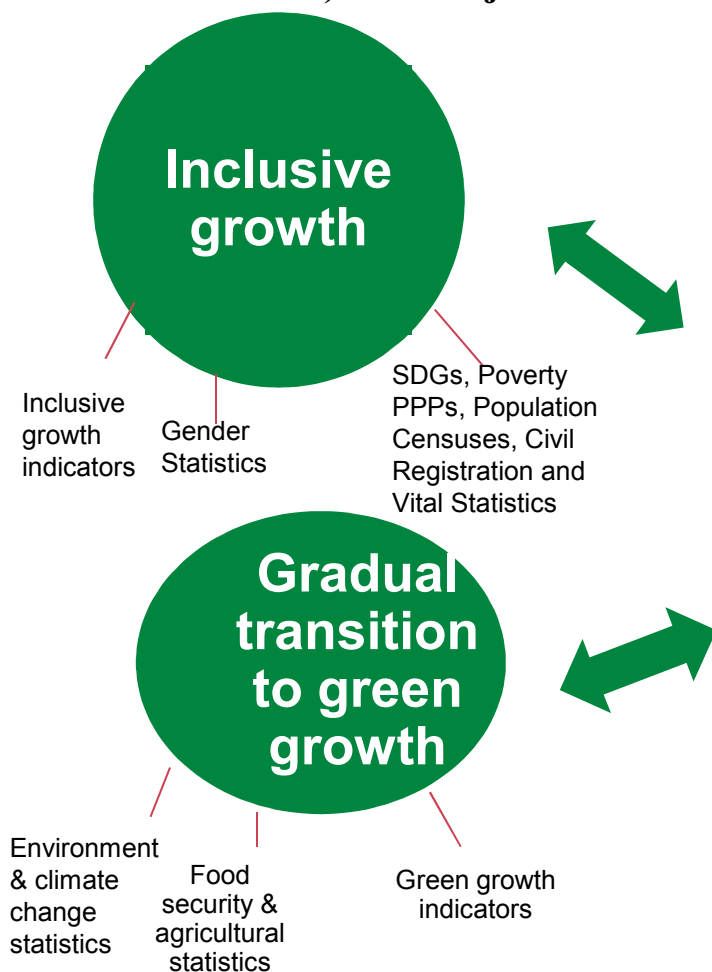 Inclusive
growth
Inclusive
growth
indicators
Gender
Statistics
SDGs, Poverty
PPPs, Population
Censuses, Civil
Registration and
Vital Statistics
Gradual
transition
to green
growth
Environment
& climate
change
statistics
Food
security &
agricultural
statistics
Green growth
indicators